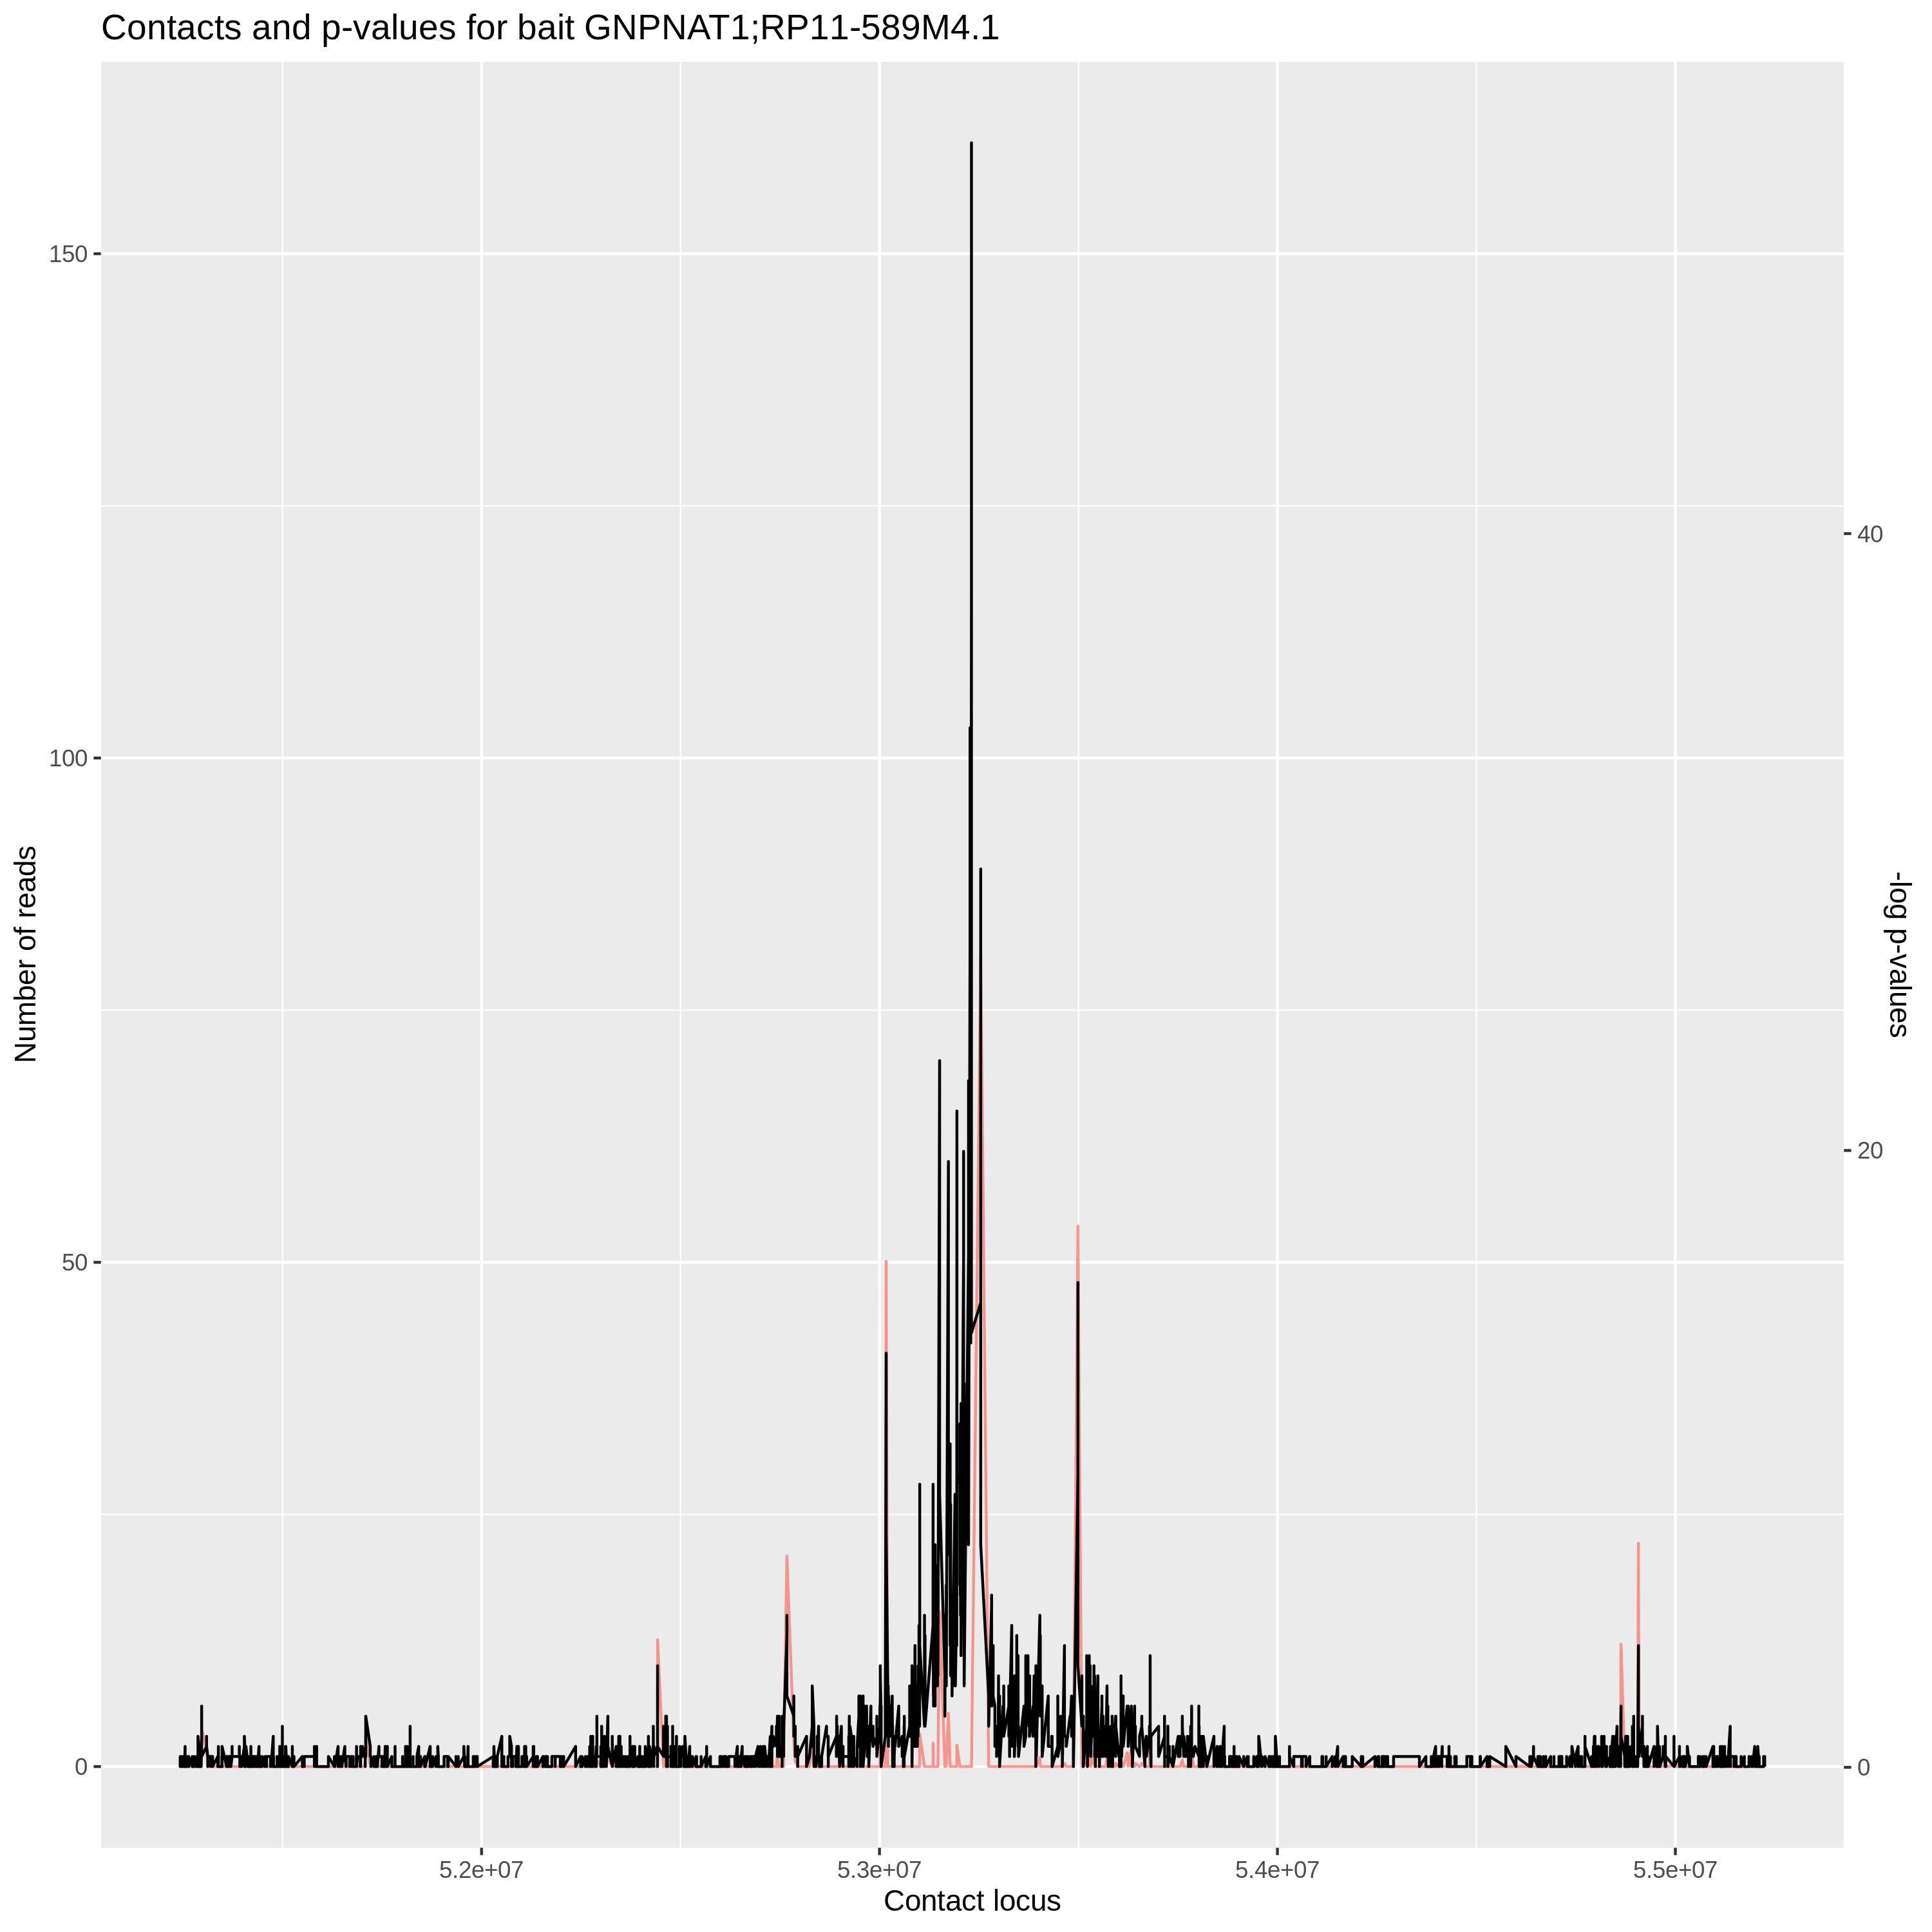 Contacts and p-values for bait GNPNAT1;RP11-589M4.1
150
100
50
0
Number of reads
40
20
0
-log p-values
5.2e+07
5.3e+07
5.4e+07
5.5e+07
Contact locus